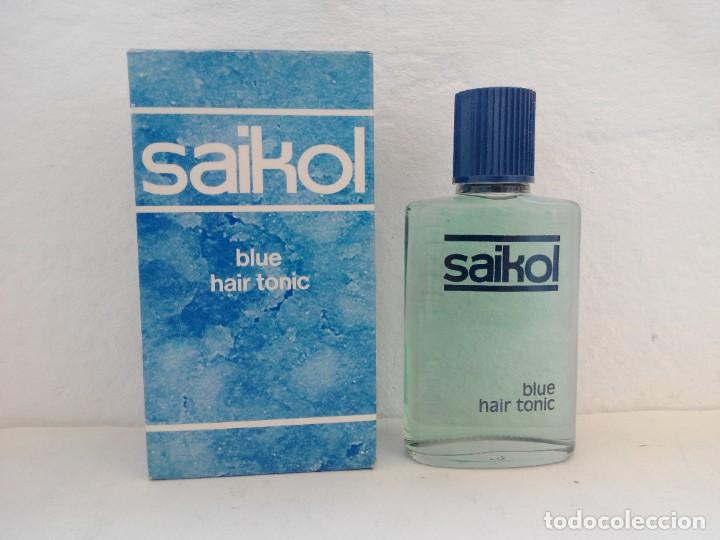 saikol
blue
hair tonic
saikol
blue
hair tonic
todocoleccion